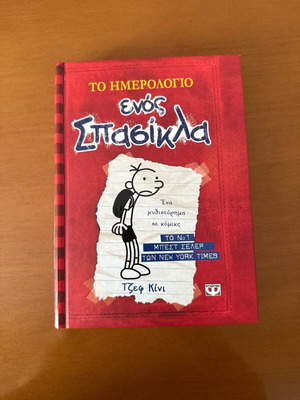 ΤΟ ΗΜΕΡΟΛΟΓΙΟ
ενός
Σπασίκλα
Ένα
μυθιστόρημα
σε κόμικς
ΤΟ Νο1
ΜΠΕΣΤ ΣΕΛΕΡ
ΤΩΝ NEW YORK TIMES
Τζεφ Κίνι